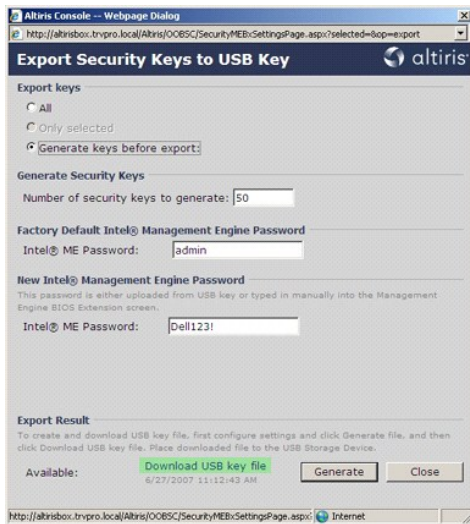 Altiris Console -- Webpage Dialog
http://altirisbox.trvpro.local/Altiris/OOBSC/SecurityMEBxSettingsPage.aspx?selected=&op=export
Export Security Keys to USB Key
altiris
Export keys
All
Only selected
Generate keys before export:
Generate Security Keys
Number of security keys to generate: 50
Factory Default Intel® Management Engine Password
Intel® ME Password: admin
New Intel® Management Engine Password
This password is either uploaded from USB key or typed in manually into the Management
Engine BIOS Extension screen.
Intel® ME Password: Dell123!
Export Result
To create and download USB key file, first configure settings and click Generate file, and then
click Download USB key file. Place downloaded file to the USB Storage Device.
Available: Download USB key file Generate Close
6/27/2007 11:12:43 AM
http://altirisbox.trvpro.local/Altiris/OOBSC/SecurityMEBxSettingsPage.aspx? Internet